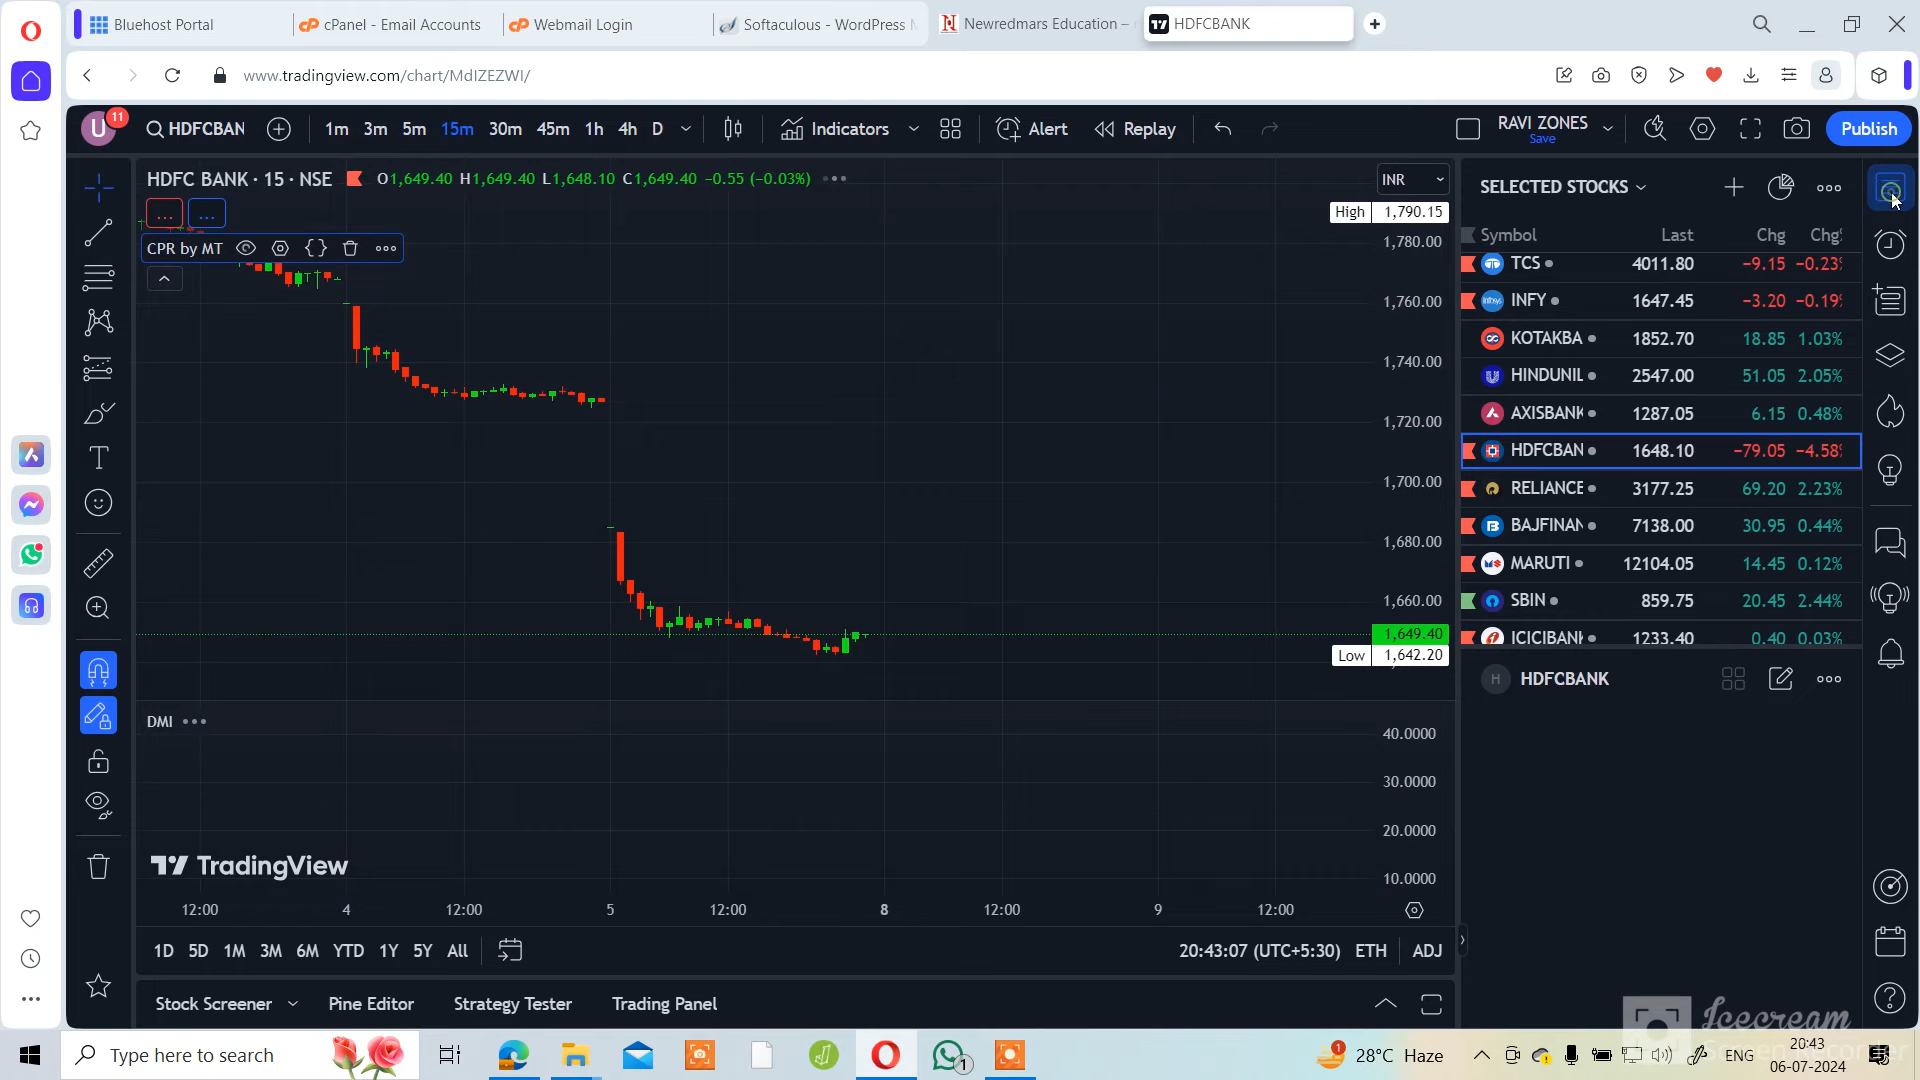 Bluehost Portal
cPanel - Email Accounts
Webmail Login
Softaculous - WordPress
Newredmars Education –
HDFCBANK
www.tradingview.com/chart/MdIZEZWI/
U
11
HDFCBAN
1m 3m 5m 15m 30m 45m 1h 4h D
Indicators
Alert
Replay
RAVI ZONES
Save
Publish
HDFC BANK · 15 · NSE
O1,649.40 H1,649.40 L1,648.10 C1,649.40 −0.55 (−0.03%)
CPR by MT
INR
High 1,790.15
1,780.00
1,760.00
1,740.00
1,720.00
1,700.00
1,680.00
1,660.00
1,649.40
Low 1,642.20
DMI
40.0000
30.0000
20.0000
10.0000
TradingView
12:00 4 12:00 5 12:00 8 12:00 9 12:00
1D 5D 1M 3M 6M YTD 1Y 5Y All
20:43:07 (UTC+5:30) ETH ADJ
Stock Screener
Pine Editor
Strategy Tester
Trading Panel
SELECTED STOCKS
Symbol Last Chg Chg%
TCS 4011.80 −9.15 −0.23%
INFY 1647.45 −3.20 −0.19%
KOTAKBA 1852.70 18.85 1.03%
HINDUNIL 2547.00 51.05 2.05%
AXISBANK 1287.05 6.15 0.48%
HDFCBAN 1648.10 −79.05 −4.58%
RELIANCE 3177.25 69.20 2.23%
BAJFINAN 7138.00 30.95 0.44%
MARUTI 12104.05 14.45 0.12%
SBIN 859.75 20.45 2.44%
ICICIBANK 1233.40 0.40 0.03%
H HDFCBANK
Icecream
Screen Recorder
Type here to search
1
1
28°C Haze
ENG
20:43
06-07-2024